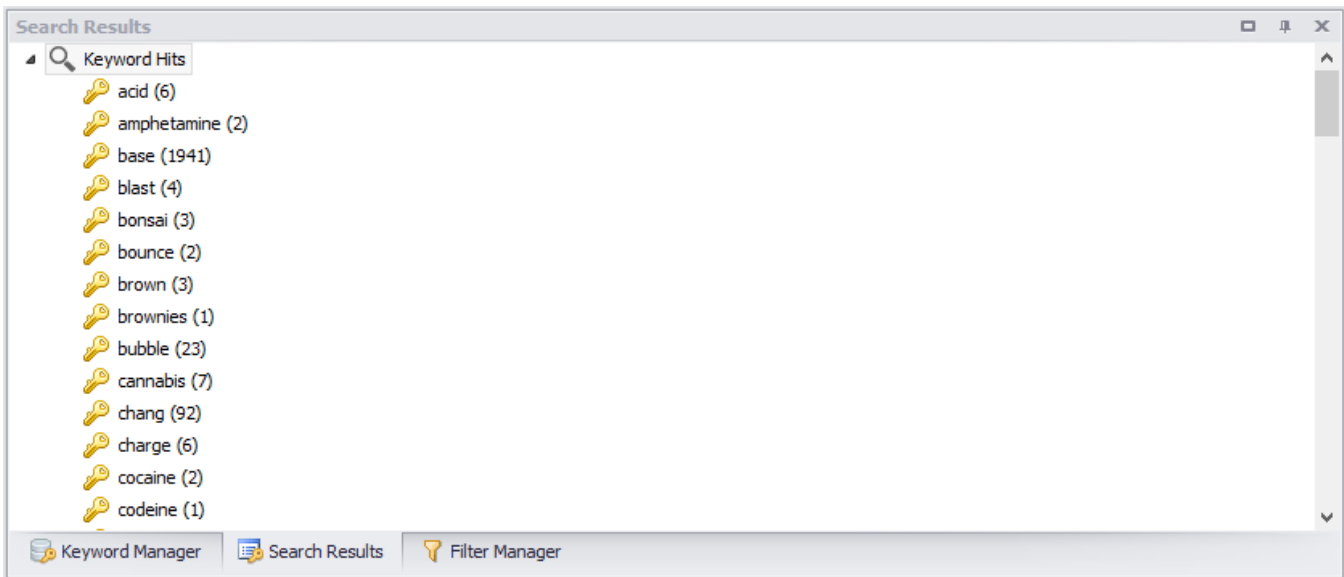 Search Results
Keyword Hits
acid (6)
amphetamine (2)
base (1941)
blast (4)
bonsai (3)
bounce (2)
brown (3)
brownies (1)
bubble (23)
cannabis (7)
chang (92)
charge (6)
cocaine (2)
codeine (1)
Keyword Manager Search Results Filter Manager